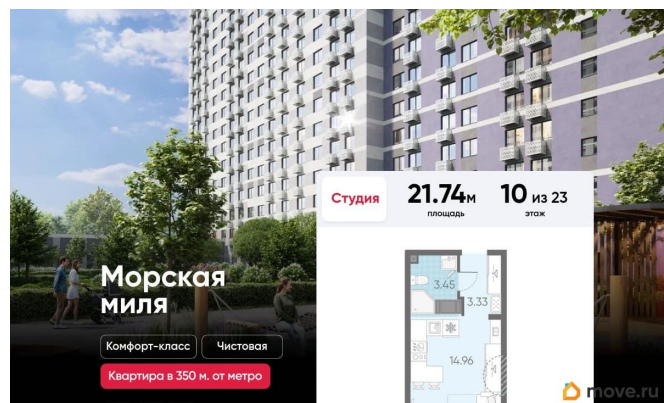 Студия
21.74м
площадь
10 из 23
этаж
Морская
миля
Комфорт-класс
Чистовая
Квартира в 350 м. от метро
3.45
3.33
14.96
move.ru